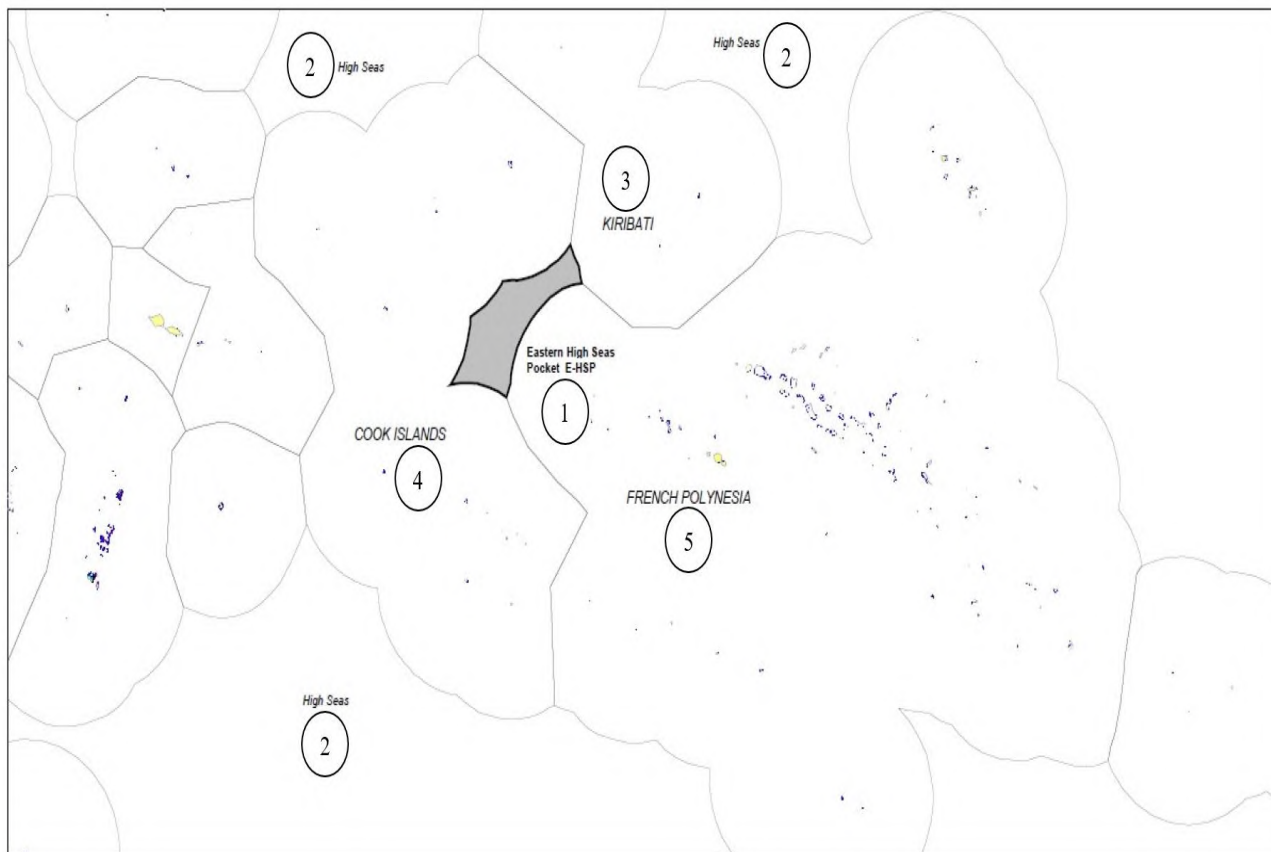 High Seas
2
2
High Seas
3
KIRIBATI
Eastern High Seas
Pocket E-HSP
1
COOK ISLANDS
4
FRENCH POLYNESIA
5
High Seas
2